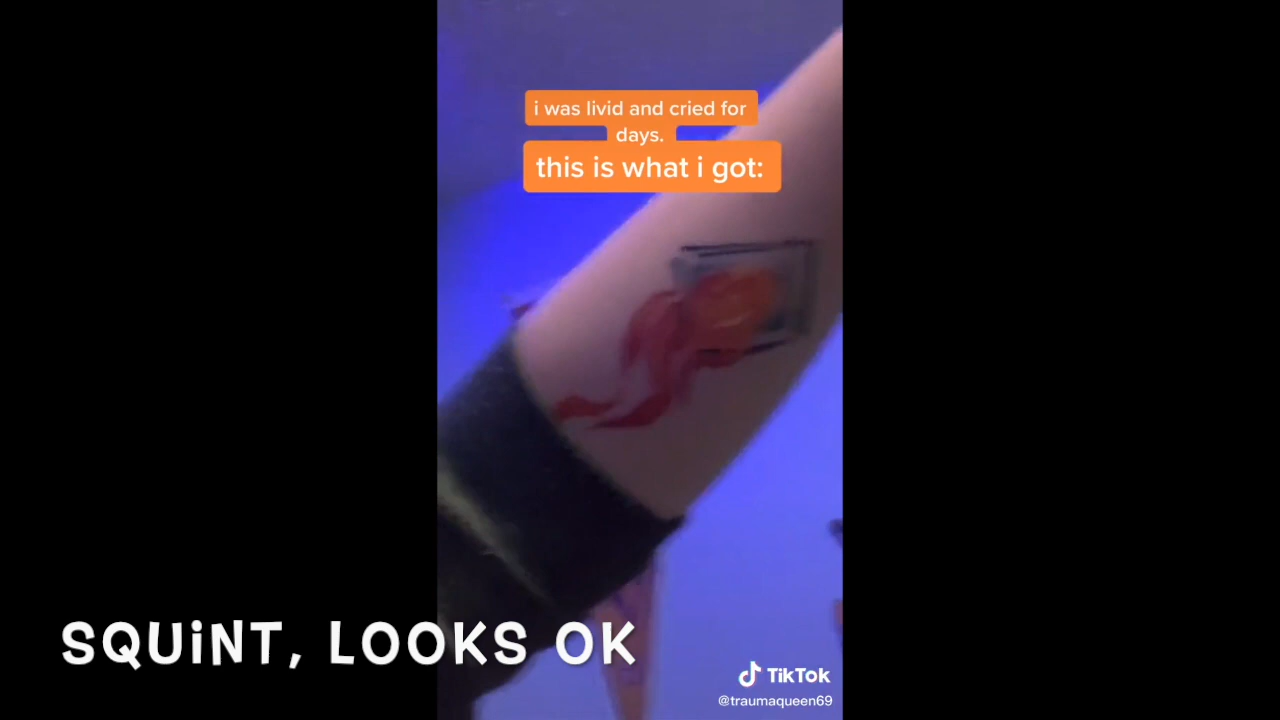 i was livid and cried for
days.
this is what i got:
SQUiNT, LOOKS OK
TikTok
@traumaqueen69